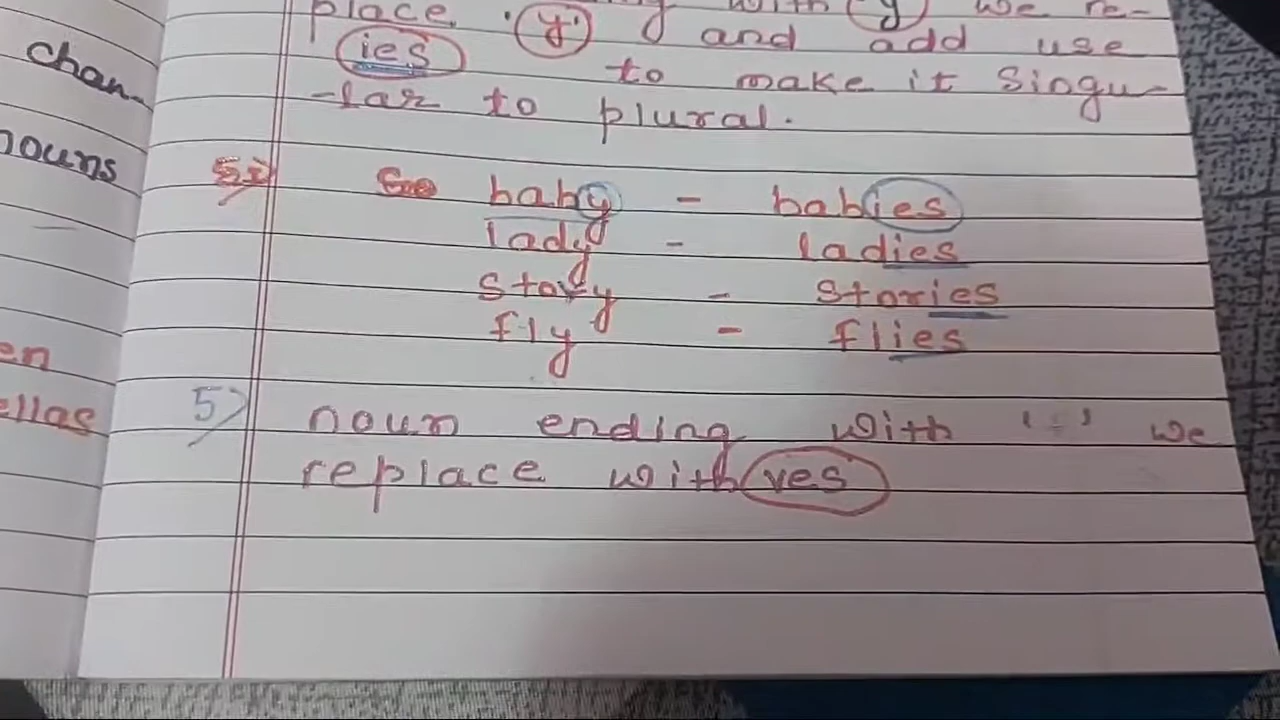 chan-
nouns
en
ellas
place 'y' and add use
ies to make it Singu-
-lar to plural.
baby - babies
lady - ladies
story - stories
fly - flies
5) noun ending with ' ' we
replace with ves